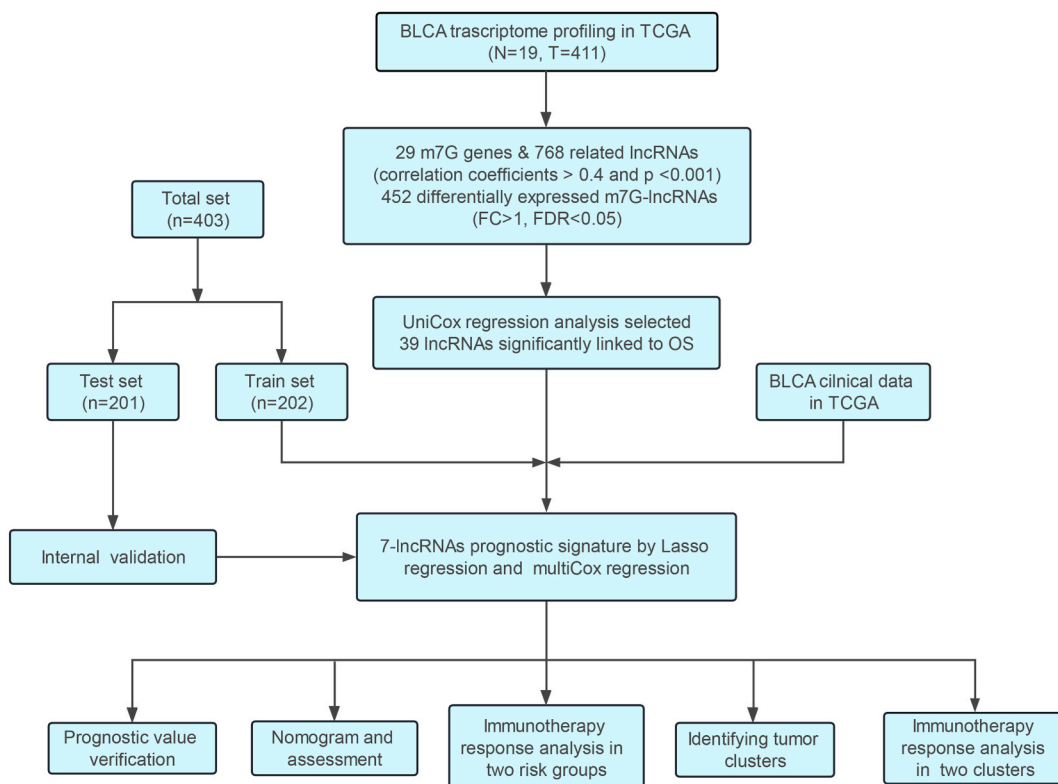 BLCA trascriptome profiling in TCGA
(N=19, T=411)
29 m7G genes & 768 related lncRNAs
(correlation coefficients > 0.4 and p <0.001)
452 differentially expressed m7G-lncRNAs
(FC>1, FDR<0.05)
Total set
(n=403)
UniCox regression analysis selected
39 lncRNAs significantly linked to OS
Test set
(n=201)
Train set
(n=202)
BLCA cilnical data
in TCGA
Internal validation
7-lncRNAs prognostic signature by Lasso
regression and multiCox regression
Prognostic value
verification
Nomogram and
assessment
Immunotherapy
response analysis in
two risk groups
Identifying tumor
clusters
Immunotherapy
response analysis
in two clusters